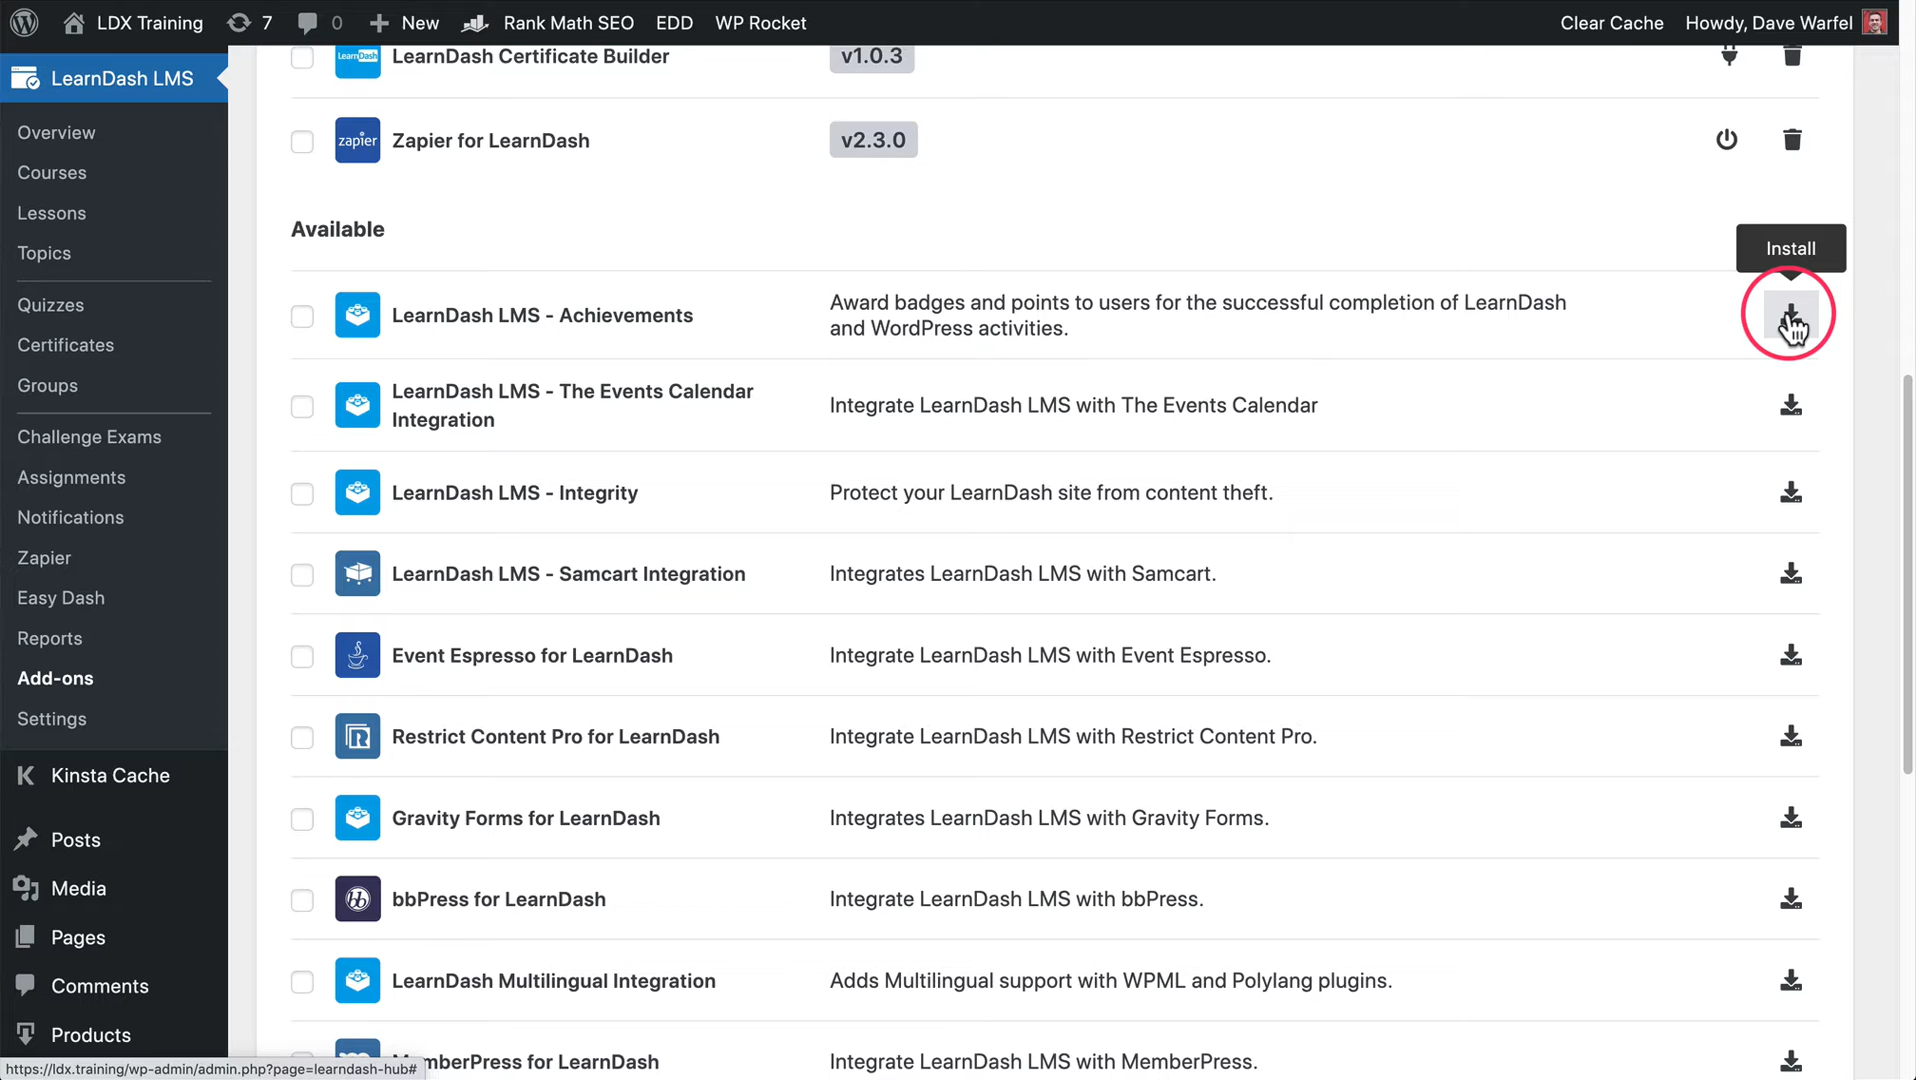 LDX Training
7
0
New
Rank Math SEO
EDD
WP Rocket
Clear Cache
Howdy, Dave Warfel
LearnDash LMS
Overview
Courses
Lessons
Topics
Quizzes
Certificates
Groups
Challenge Exams
Assignments
Notifications
Zapier
Easy Dash
Reports
Add-ons
Settings
Kinsta Cache
Posts
Media
Pages
Comments
Products
LearnDash
LearnDash Certificate Builder
v1.0.3
zapier
Zapier for LearnDash
v2.3.0
Available
Install
LearnDash LMS - Achievements
Award badges and points to users for the successful completion of LearnDash
and WordPress activities.
LearnDash LMS - The Events Calendar
Integration
Integrate LearnDash LMS with The Events Calendar
LearnDash LMS - Integrity
Protect your LearnDash site from content theft.
LearnDash LMS - Samcart Integration
Integrates LearnDash LMS with Samcart.
Event Espresso for LearnDash
Integrate LearnDash LMS with Event Espresso.
Restrict Content Pro for LearnDash
Integrate LearnDash LMS with Restrict Content Pro.
Gravity Forms for LearnDash
Integrates LearnDash LMS with Gravity Forms.
bbPress for LearnDash
Integrate LearnDash LMS with bbPress.
LearnDash Multilingual Integration
Adds Multilingual support with WPML and Polylang plugins.
MemberPress for LearnDash
Integrate LearnDash LMS with MemberPress.
https://ldx.training/wp-admin/admin.php?page=learndash-hub#